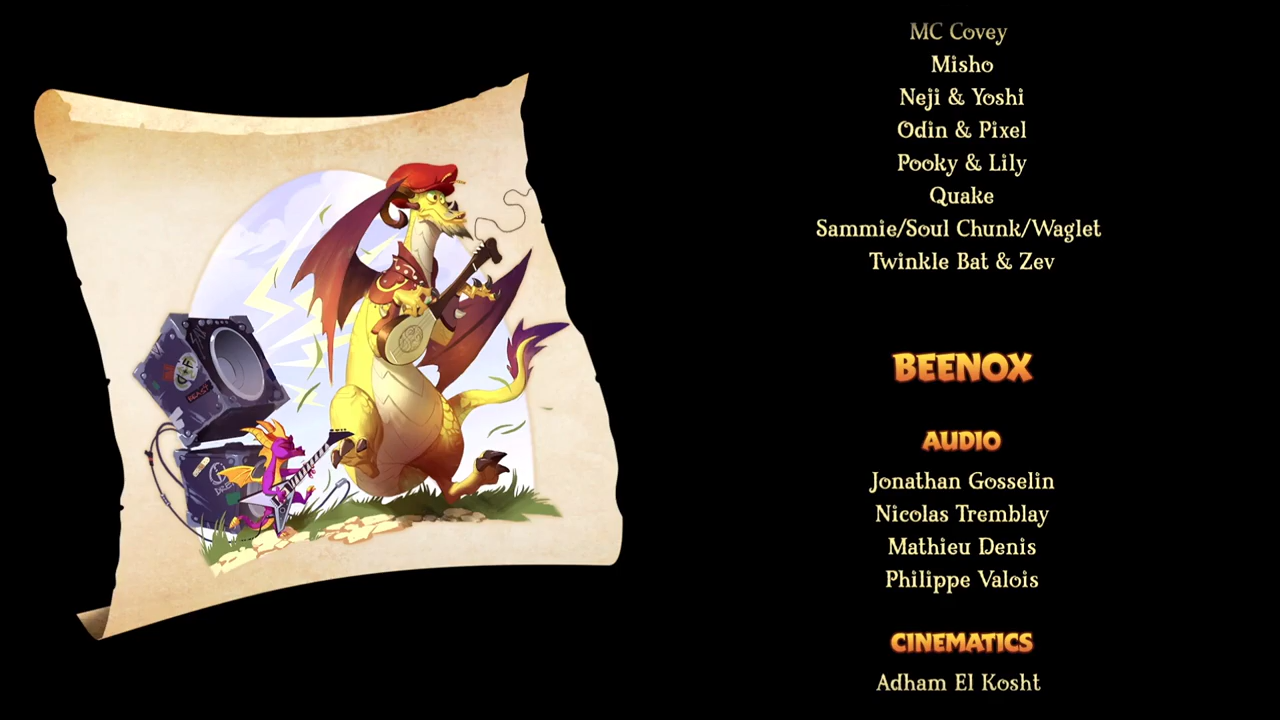 MC Covey
Misho
Neji & Yoshi
Odin & Pixel
Pooky & Lily
Quake
Sammie/Soul Chunk/Waglet
Twinkle Bat & Zev
BEENOX
AUDIO
Jonathan Gosselin
Nicolas Tremblay
Mathieu Denis
Philippe Valois
CINEMATICS
Adham El Kosht